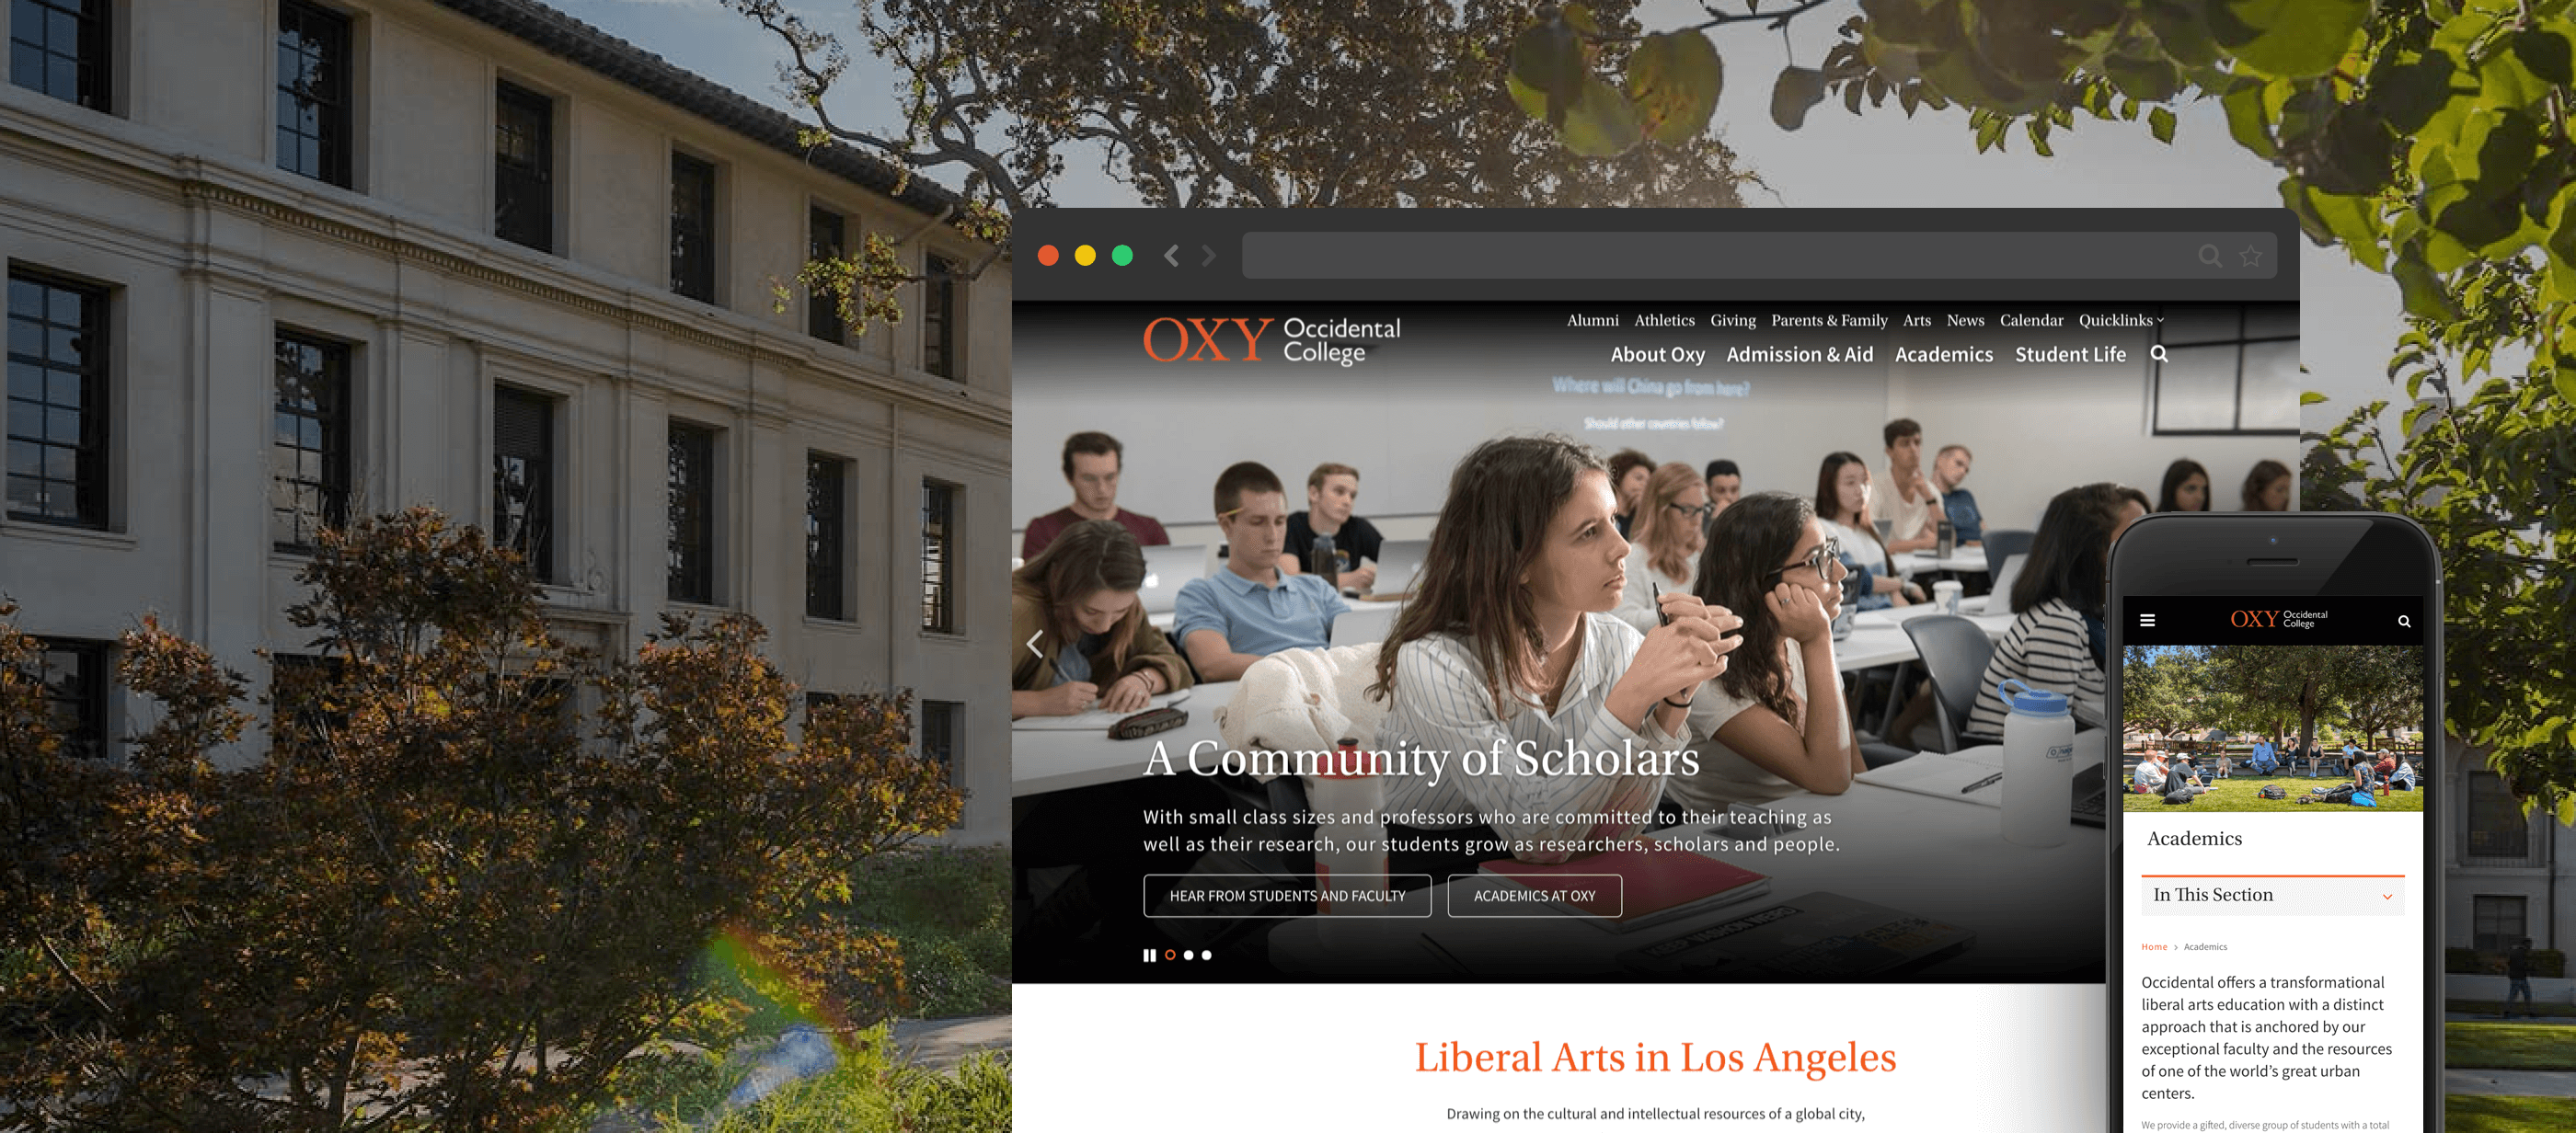 OXY Occidental College
Alumni Athletics Giving Parents & Family Arts News Calendar Quicklinks
About Oxy Admission & Aid Academics Student Life
Where will China go from here?
Should other countries follow?
A Community of Scholars
With small class sizes and professors who are committed to their teaching as
well as their research, our students grow as researchers, scholars and people.
HEAR FROM STUDENTS AND FACULTY
ACADEMICS AT OXY
Liberal Arts in Los Angeles
Drawing on the cultural and intellectual resources of a global city,
OXY Occidental College
Academics
In This Section
Home > Academics
Occidental offers a transformational
liberal arts education with a distinct
approach that is anchored by our
exceptional faculty and the resources
of one of the world's great urban
centers.
We provide a gifted, diverse group of students with a total